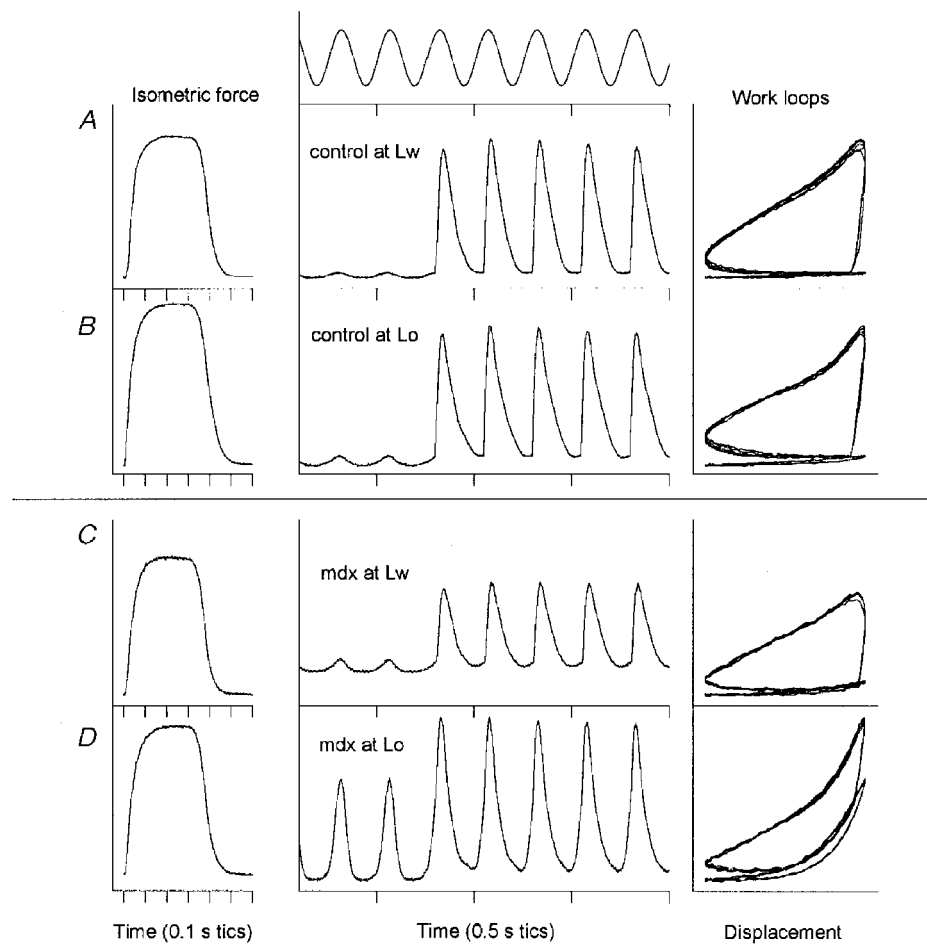 Isometric force
Work loops
A
control at Lw
B
control at Lo
C
mdx at Lw
D
mdx at Lo
Time (0.1 s tics)
Time (0.5 s tics)
Displacement